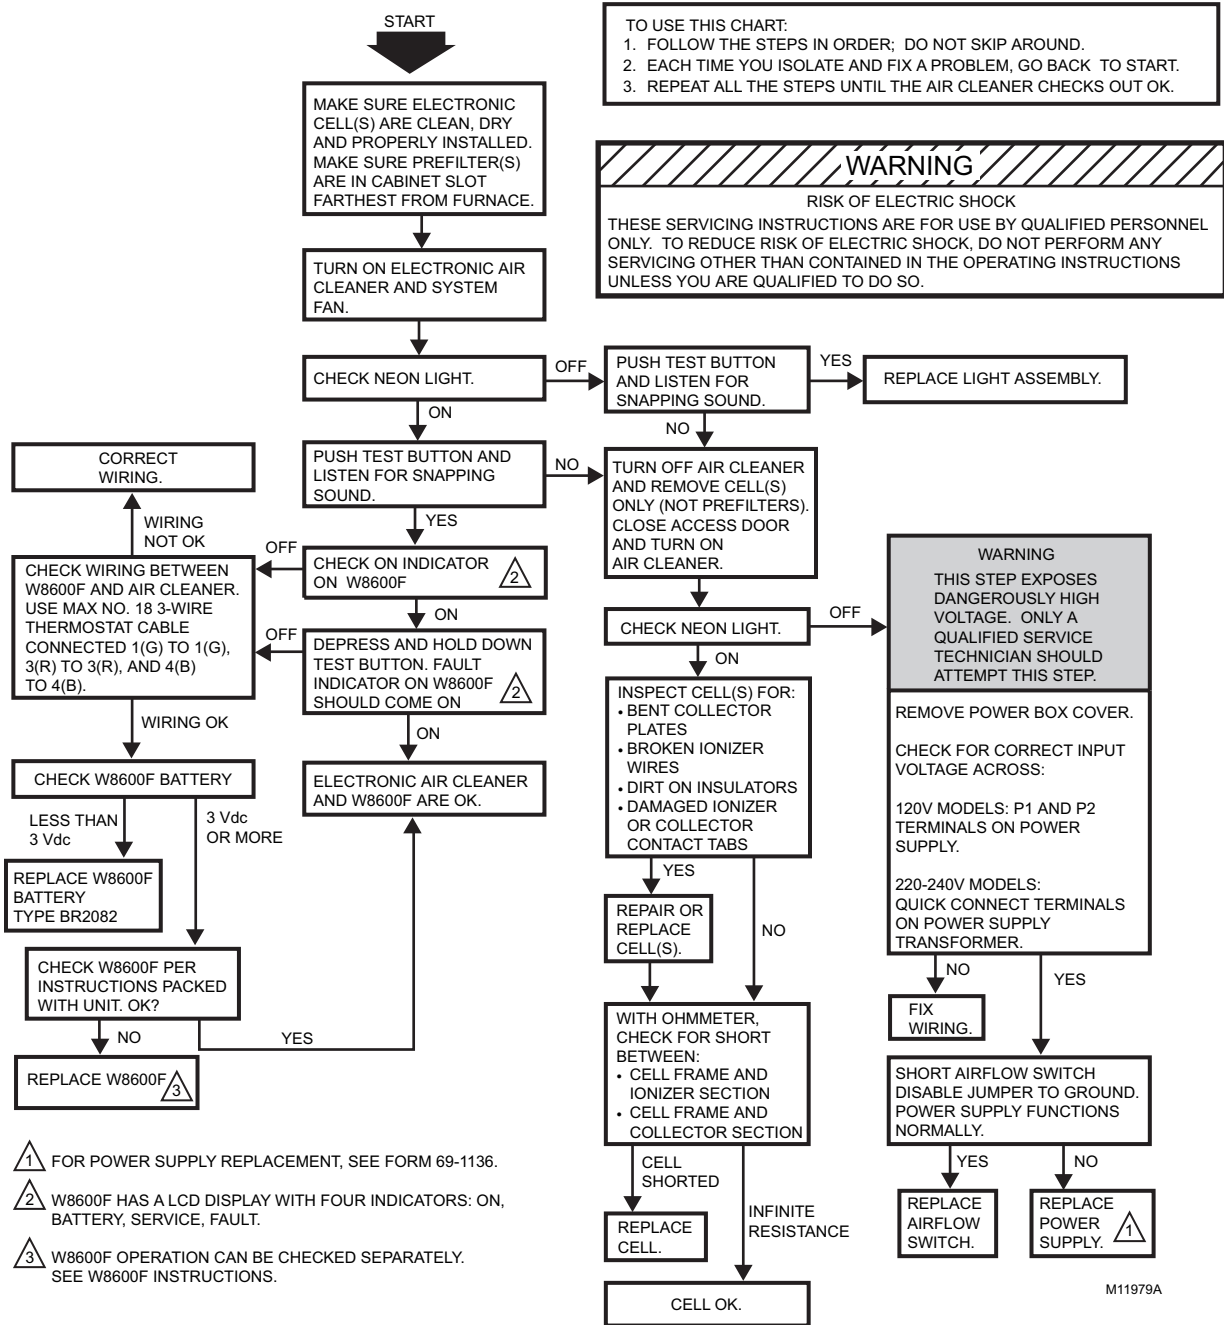 START
TO USE THIS CHART:
1. FOLLOW THE STEPS IN ORDER; DO NOT SKIP AROUND.
2. EACH TIME YOU ISOLATE AND FIX A PROBLEM, GO BACK TO START.
3. REPEAT ALL THE STEPS UNTIL THE AIR CLEANER CHECKS OUT OK.
WARNING
RISK OF ELECTRIC SHOCK
THESE SERVICING INSTRUCTIONS ARE FOR USE BY QUALIFIED PERSONNEL
ONLY. TO REDUCE RISK OF ELECTRIC SHOCK, DO NOT PERFORM ANY
SERVICING OTHER THAN CONTAINED IN THE OPERATING INSTRUCTIONS
UNLESS YOU ARE QUALIFIED TO DO SO.
MAKE SURE ELECTRONIC
CELL(S) ARE CLEAN, DRY
AND PROPERLY INSTALLED.
MAKE SURE PREFILTER(S)
ARE IN CABINET SLOT
FARTHEST FROM FURNACE.
TURN ON ELECTRONIC AIR
CLEANER AND SYSTEM
FAN.
CHECK NEON LIGHT.
OFF
PUSH TEST BUTTON
AND LISTEN FOR
SNAPPING SOUND.
YES
REPLACE LIGHT ASSEMBLY.
ON
NO
PUSH TEST BUTTON AND
LISTEN FOR SNAPPING
SOUND.
NO
TURN OFF AIR CLEANER
AND REMOVE CELL(S)
ONLY (NOT PREFILTERS).
CLOSE ACCESS DOOR
AND TURN ON
AIR CLEANER.
YES
CORRECT
WIRING.
WIRING
NOT OK
OFF
CHECK ON INDICATOR
ON W8600F
2
ON
CHECK WIRING BETWEEN
W8600F AND AIR CLEANER.
USE MAX NO. 18 3-WIRE
THERMOSTAT CABLE
CONNECTED 1(G) TO 1(G),
3(R) TO 3(R), AND 4(B)
TO 4(B).
OFF
DEPRESS AND HOLD DOWN
TEST BUTTON. FAULT
INDICATOR ON W8600F
SHOULD COME ON
2
ON
WIRING OK
CHECK W8600F BATTERY
ELECTRONIC AIR CLEANER
AND W8600F ARE OK.
LESS THAN
3 Vdc
3 Vdc
OR MORE
REPLACE W8600F
BATTERY
TYPE BR2082
CHECK W8600F PER
INSTRUCTIONS PACKED
WITH UNIT. OK?
NO
YES
REPLACE W8600F
3
CHECK NEON LIGHT.
OFF
ON
INSPECT CELL(S) FOR:
• BENT COLLECTOR
PLATES
• BROKEN IONIZER
WIRES
• DIRT ON INSULATORS
• DAMAGED IONIZER
OR COLLECTOR
CONTACT TABS
YES
NO
REPAIR OR
REPLACE
CELL(S).
WITH OHMMETER,
CHECK FOR SHORT
BETWEEN:
• CELL FRAME AND
IONIZER SECTION
• CELL FRAME AND
COLLECTOR SECTION
CELL
SHORTED
INFINITE
RESISTANCE
REPLACE
CELL.
CELL OK.
WARNING
THIS STEP EXPOSES
DANGEROUSLY HIGH
VOLTAGE. ONLY A
QUALIFIED SERVICE
TECHNICIAN SHOULD
ATTEMPT THIS STEP.
REMOVE POWER BOX COVER.
CHECK FOR CORRECT INPUT
VOLTAGE ACROSS:
120V MODELS: P1 AND P2
TERMINALS ON POWER
SUPPLY.
220-240V MODELS:
QUICK CONNECT TERMINALS
ON POWER SUPPLY
TRANSFORMER.
NO
YES
FIX
WIRING.
SHORT AIRFLOW SWITCH
DISABLE JUMPER TO GROUND.
POWER SUPPLY FUNCTIONS
NORMALLY.
YES
NO
REPLACE
AIRFLOW
SWITCH.
REPLACE
POWER
SUPPLY.
1
1 FOR POWER SUPPLY REPLACEMENT, SEE FORM 69-1136.
2 W8600F HAS A LCD DISPLAY WITH FOUR INDICATORS: ON,
BATTERY, SERVICE, FAULT.
3 W8600F OPERATION CAN BE CHECKED SEPARATELY.
SEE W8600F INSTRUCTIONS.
M11979A